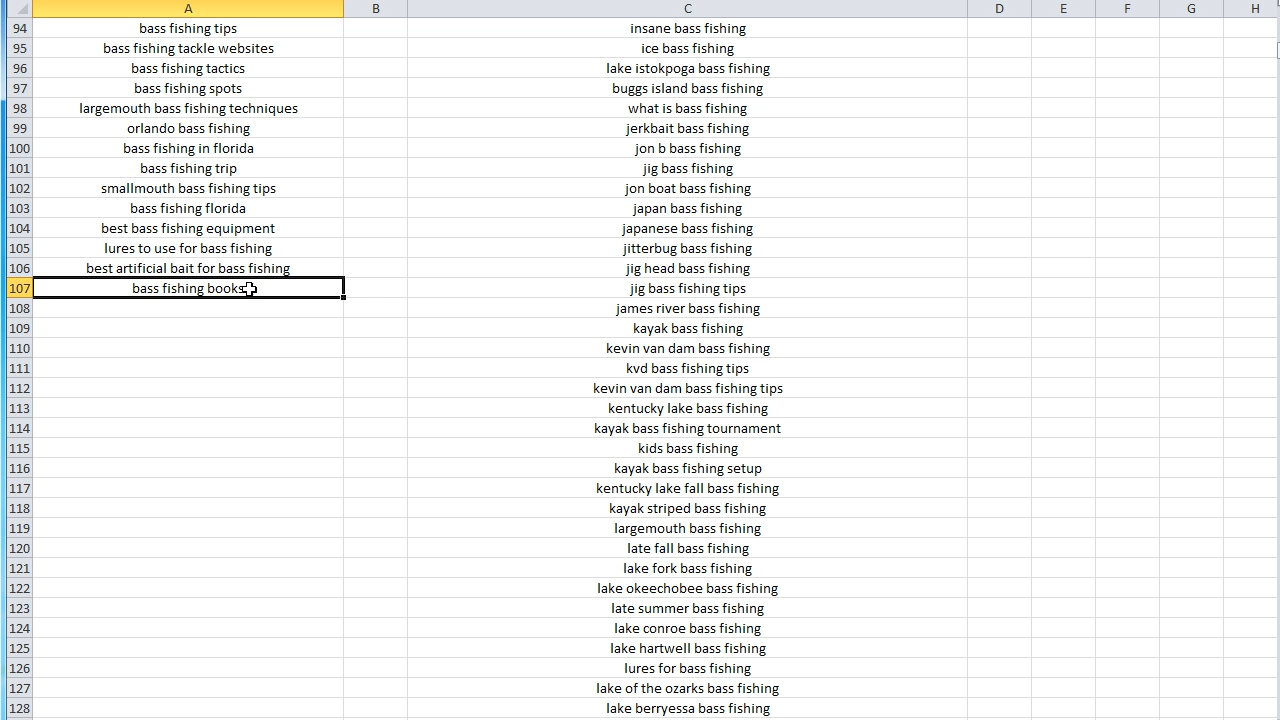 A B C D E F G H
94 bass fishing tips insane bass fishing
95 bass fishing tackle websites ice bass fishing
96 bass fishing tactics lake istokpoga bass fishing
97 bass fishing spots buggs island bass fishing
98 largemouth bass fishing techniques what is bass fishing
99 orlando bass fishing jerkbait bass fishing
100 bass fishing in florida jon b bass fishing
101 bass fishing trip jig bass fishing
102 smallmouth bass fishing tips jon boat bass fishing
103 bass fishing florida japan bass fishing
104 best bass fishing equipment japanese bass fishing
105 lures to use for bass fishing jitterbug bass fishing
106 best artificial bait for bass fishing jig head bass fishing
107 bass fishing books jig bass fishing tips
108 james river bass fishing
109 kayak bass fishing
110 kevin van dam bass fishing
111 kvd bass fishing tips
112 kevin van dam bass fishing tips
113 kentucky lake bass fishing
114 kayak bass fishing tournament
115 kids bass fishing
116 kayak bass fishing setup
117 kentucky lake fall bass fishing
118 kayak striped bass fishing
119 largemouth bass fishing
120 late fall bass fishing
121 lake fork bass fishing
122 lake okeechobee bass fishing
123 late summer bass fishing
124 lake conroe bass fishing
125 lake hartwell bass fishing
126 lures for bass fishing
127 lake of the ozarks bass fishing
128 lake berryessa bass fishing